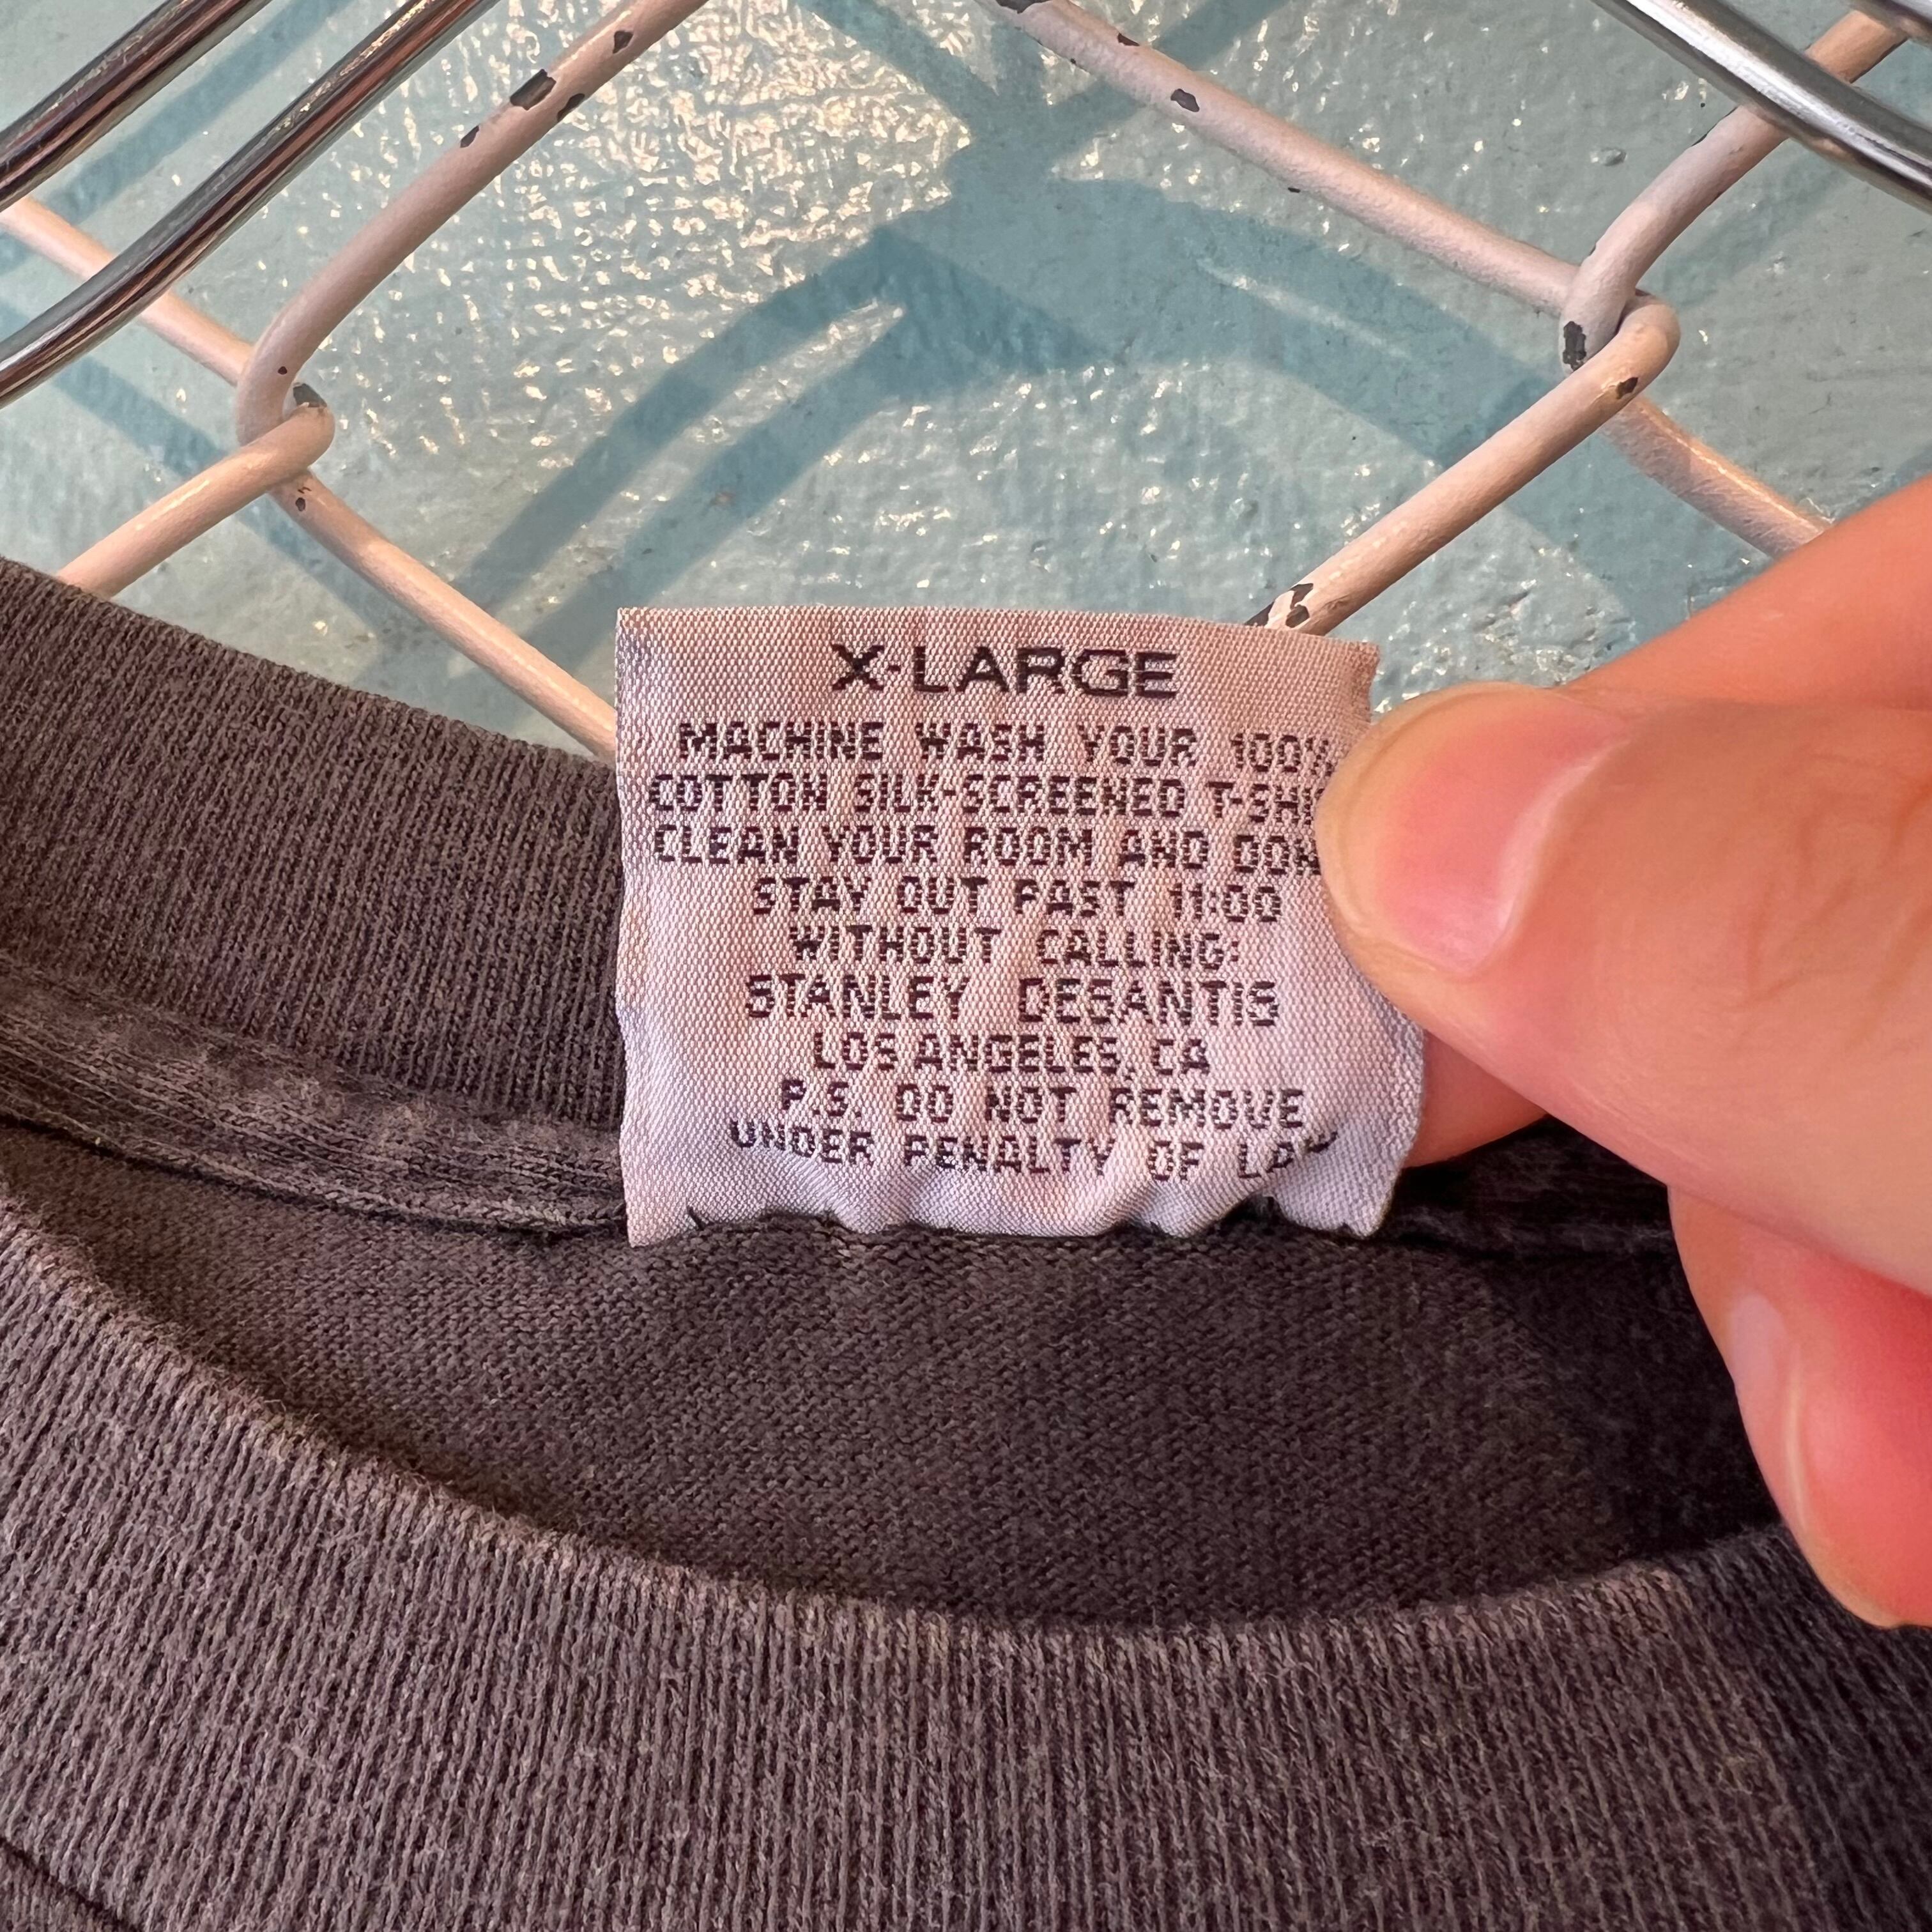 X-LARGE
MACHINE WASH YOUR 100%
COTTON SILK-SCREENED T-SHI
CLEAN YOUR ROOM AND DON
STAY OUT PAST 11:00
WITHOUT CALLING:
STANLEY DESANTIS
LOS ANGELES, CA
P.S. DO NOT REMOVE
UNDER PENALTY OF LAW